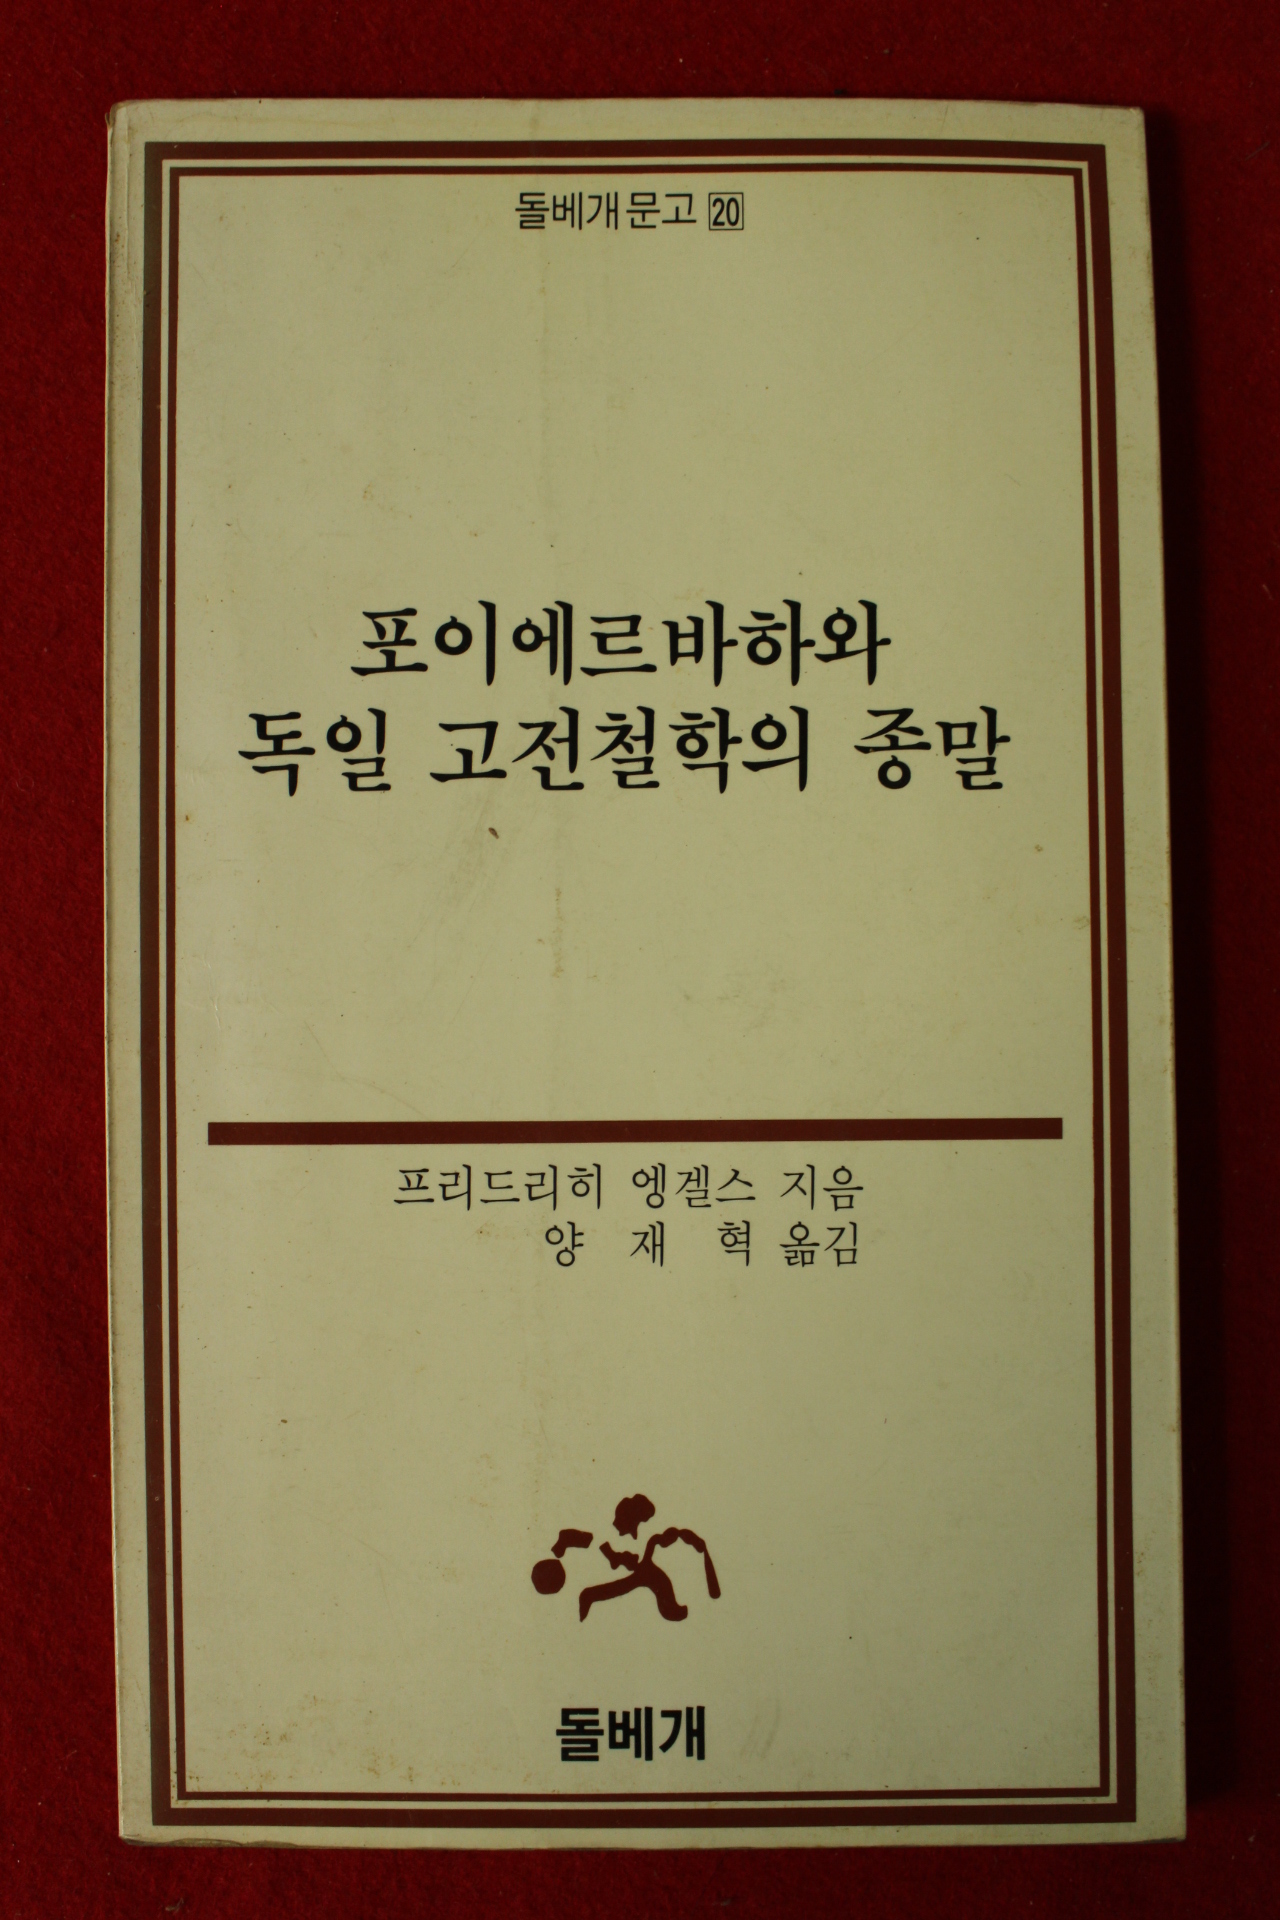 돌베개문고 20
포이에르바하와
독일 고전철학의 종말
프리드리히 엥겔스 지음
양 재 혁 옮김
돌베개